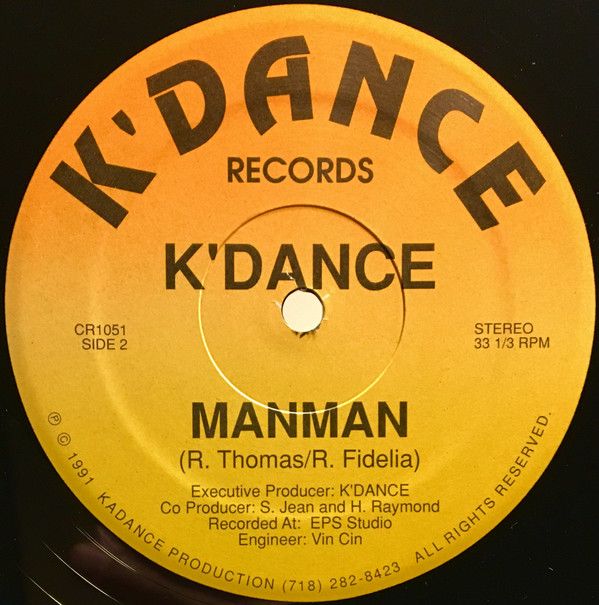 K'DANCE
RECORDS
K'DANCE
CR1051
SIDE 2
STEREO
33 1/3 RPM
MANMAN
(R. Thomas/R. Fidelia)
Executive Producer: K'DANCE
Co Producer: S. Jean and H. Raymond
Recorded At: EPS Studio
Engineer: Vin Cin
℗ © 1991 KADANCE PRODUCTION (718) 282-8423 ALL RIGHTS RESERVED.